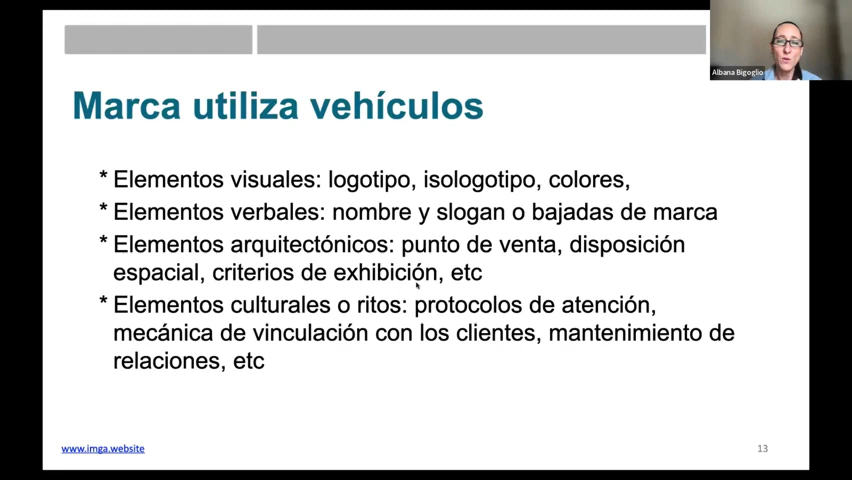 Albana Bigoglio
Marca utiliza vehículos
* Elementos visuales: logotipo, isologotipo, colores,
* Elementos verbales: nombre y slogan o bajadas de marca
* Elementos arquitectónicos: punto de venta, disposición
espacial, criterios de exhibición, etc
* Elementos culturales o ritos: protocolos de atención,
mecánica de vinculación con los clientes, mantenimiento de
relaciones, etc
www.imga.website
13